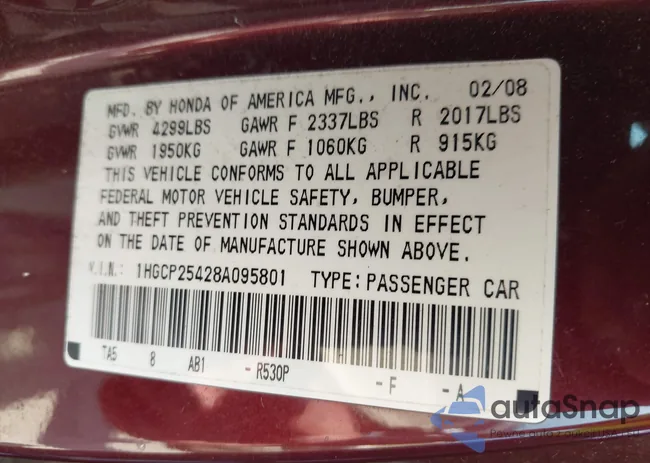 MFD. BY HONDA OF AMERICA MFG., INC. 02/08
GVWR 4299LBS GAWR F 2337LBS R 2017LBS
GVWR 1950KG GAWR F 1060KG R 915KG
THIS VEHICLE CONFORMS TO ALL APPLICABLE
FEDERAL MOTOR VEHICLE SAFETY, BUMPER,
AND THEFT PREVENTION STANDARDS IN EFFECT
ON THE DATE OF MANUFACTURE SHOWN ABOVE.
V.I.N.: 1HGCP25428A095801 TYPE: PASSENGER CAR
TA5 8 AB1 - R530P - F - A
autaSnap